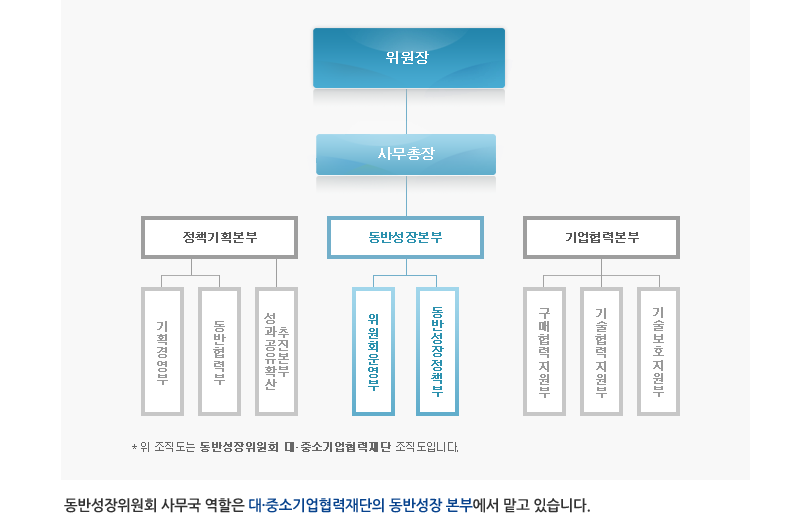 위원장
사무총장
정책기획본부
동반성장본부
기업협력본부
기획경영부
동반협력부
성과공유확산
추진본부
위원회운영부
동반성장정책부
구매협력지원부
기술협력지원부
기술보호지원부
* 위 조직도는 동반성장위원회 대·중소기업협력재단 조직도입니다.
동반성장위원회 사무국 역할은 대·중소기업협력재단의 동반성장 본부에서 맡고 있습니다.